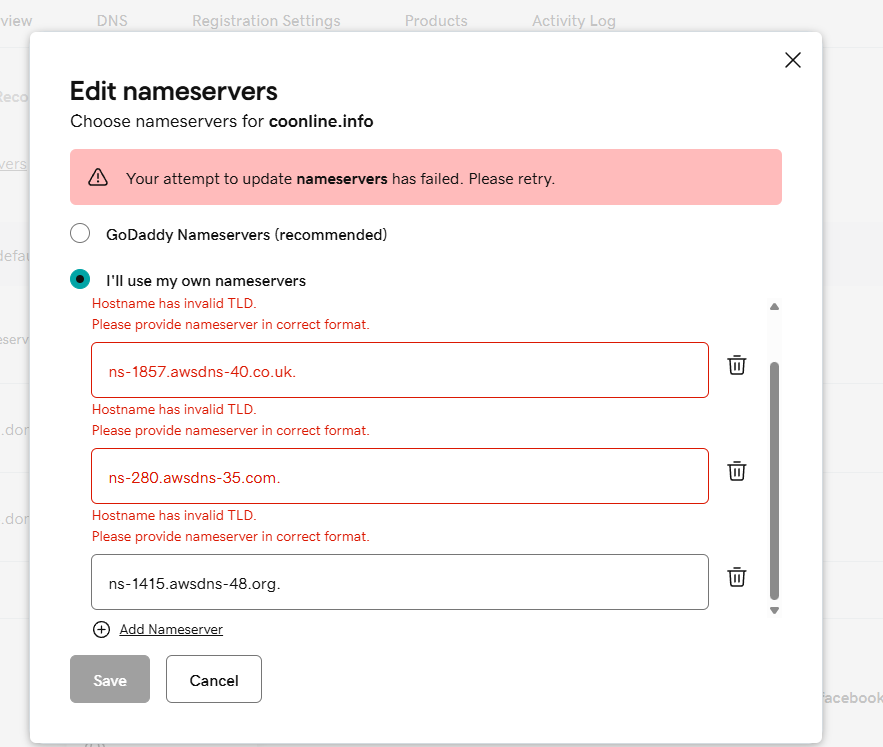 view DNS Registration Settings Products Activity Log
Edit nameservers
Choose nameservers for coonline.info
Your attempt to update nameservers has failed. Please retry.
GoDaddy Nameservers (recommended)
I'll use my own nameservers
Hostname has invalid TLD.
Please provide nameserver in correct format.
ns-1857.awsdns-40.co.uk.
Hostname has invalid TLD.
Please provide nameserver in correct format.
ns-280.awsdns-35.com.
Hostname has invalid TLD.
Please provide nameserver in correct format.
ns-1415.awsdns-48.org.
Add Nameserver
Save Cancel
facebook